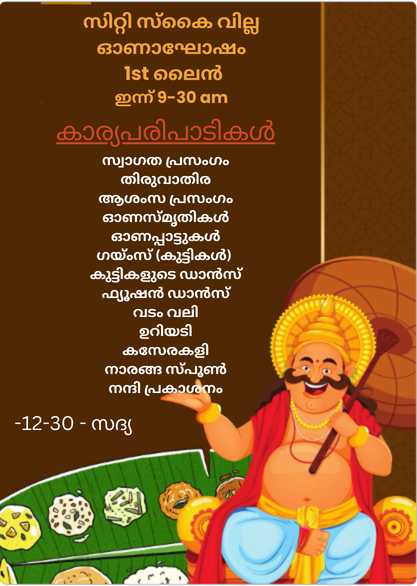 സിറ്റി സ്കൈ വില്ല
ഓണാഘോഷം
1st ലൈൻ
ഇന്ന് 9-30 am
കാര്യപരിപാടികൾ
സ്വാഗത പ്രസംഗം
തിരുവാതിര
ആശംസ പ്രസംഗം
ഓണസ്മൃതികൾ
ഓണപ്പാട്ടുകൾ
ഗയ്ംസ് (കുട്ടികൾ)
കുട്ടികളുടെ ഡാൻസ്
ഫ്യൂഷൻ ഡാൻസ്
വടം വലി
ഉറിയടി
കസേരകളി
നാരങ്ങ സ്പൂൺ
നന്ദി പ്രകാശനം
-12-30 - സദ്യ